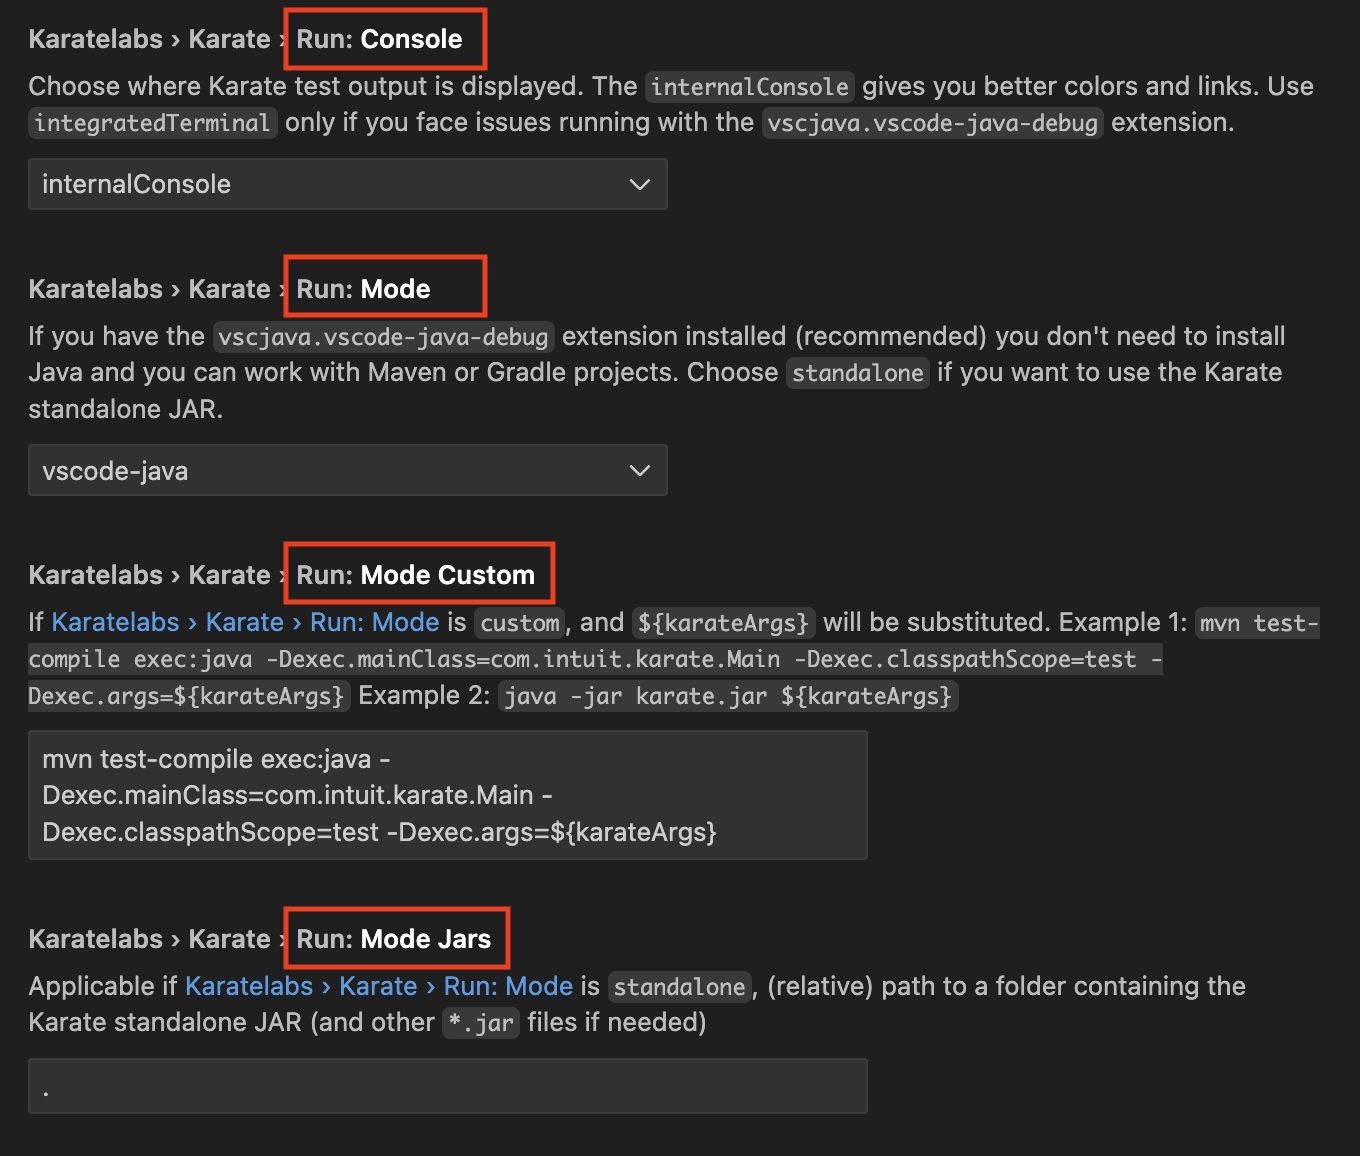 Karatelabs › Karate › Run: Console
Choose where Karate test output is displayed. The internalConsole gives you better colors and links. Use
integratedTerminal only if you face issues running with the vscjava.vscode-java-debug extension.
internalConsole
Karatelabs › Karate › Run: Mode
If you have the vscjava.vscode-java-debug extension installed (recommended) you don't need to install
Java and you can work with Maven or Gradle projects. Choose standalone if you want to use the Karate
standalone JAR.
vscode-java
Karatelabs › Karate › Run: Mode Custom
If Karatelabs › Karate › Run: Mode is custom, and ${karateArgs} will be substituted. Example 1: mvn test-
compile exec:java -Dexec.mainClass=com.intuit.karate.Main -Dexec.classpathScope=test -
Dexec.args=${karateArgs} Example 2: java -jar karate.jar ${karateArgs}
mvn test-compile exec:java -
Dexec.mainClass=com.intuit.karate.Main -
Dexec.classpathScope=test -Dexec.args=${karateArgs}
Karatelabs › Karate › Run: Mode Jars
Applicable if Karatelabs › Karate › Run: Mode is standalone, (relative) path to a folder containing the
Karate standalone JAR (and other *.jar files if needed)
.